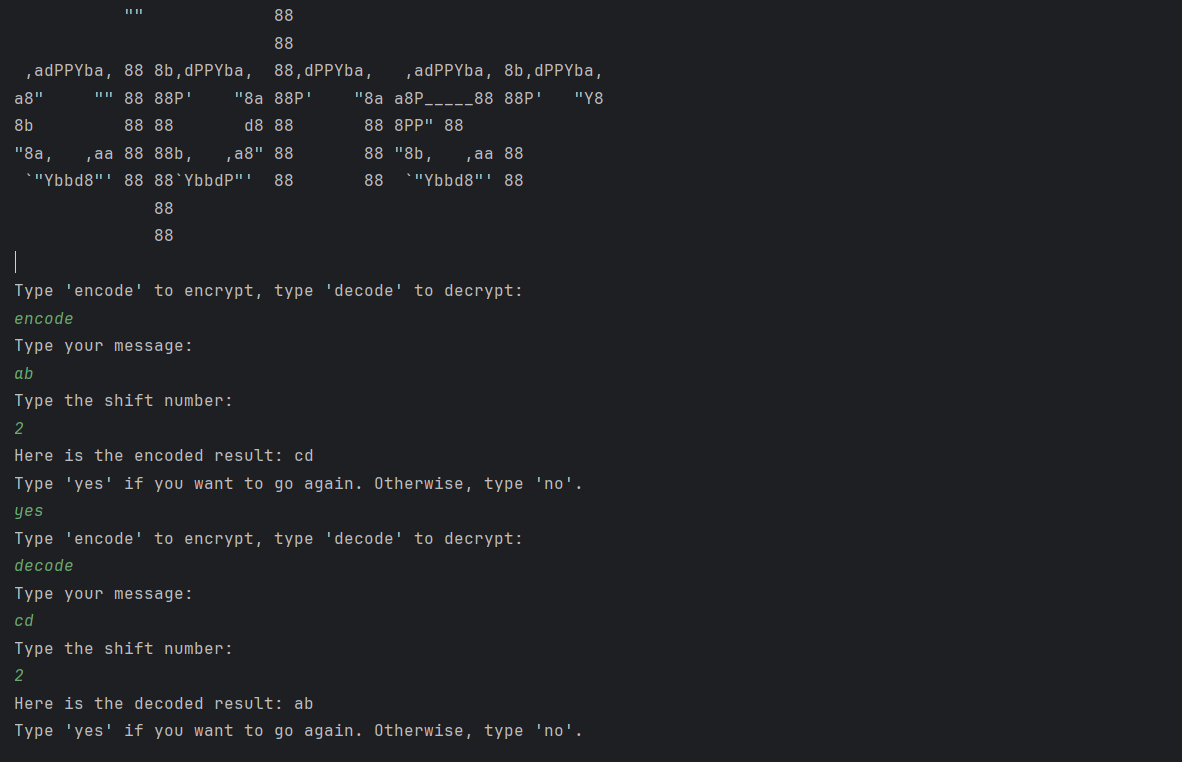 ""             88
                          88
 ,adPPYba, 88 8b,dPPYba,  88,dPPYba,   ,adPPYba, 8b,dPPYba,
a8"     "" 88 88P'    "8a 88P'    "8a a8P_____88 88P'   "Y8
8b         88 88       d8 88       88 8PP" 88
"8a,   ,aa 88 88b,   ,a8" 88       88 "8b,   ,aa 88
 `"Ybbd8"' 88 88`YbbdP"'  88       88  `"Ybbd8"' 88
              88
              88
Type 'encode' to encrypt, type 'decode' to decrypt:
encode
Type your message:
ab
Type the shift number:
2
Here is the encoded result: cd
Type 'yes' if you want to go again. Otherwise, type 'no'.
yes
Type 'encode' to encrypt, type 'decode' to decrypt:
decode
Type your message:
cd
Type the shift number:
2
Here is the decoded result: ab
Type 'yes' if you want to go again. Otherwise, type 'no'.